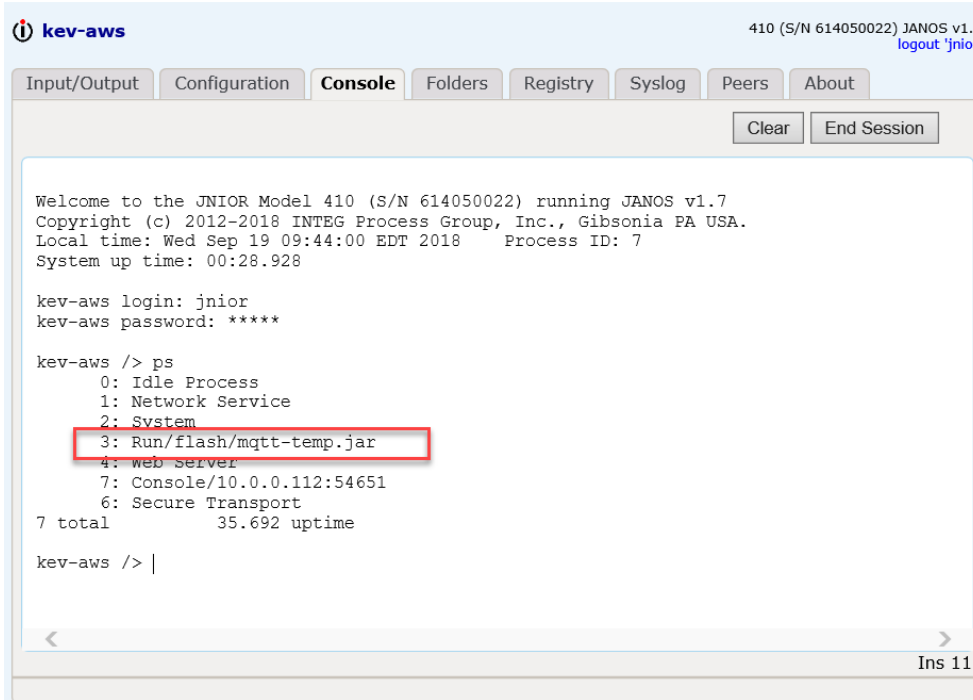 kev-aws
410 (S/N 614050022) JANOS v1.
logout 'jnio
Input/Output Configuration Console Folders Registry Syslog Peers About
Clear End Session
Welcome to the JNIOR Model 410 (S/N 614050022) running JANOS v1.7
Copyright (c) 2012-2018 INTEG Process Group, Inc., Gibsonia PA USA.
Local time: Wed Sep 19 09:44:00 EDT 2018 Process ID: 7
System up time: 00:28.928
kev-aws login: jnior
kev-aws password: *****
kev-aws /> ps
0: Idle Process
1: Network Service
2: System
3: Run/flash/mqtt-temp.jar
4: Web Server
7: Console/10.0.0.112:54651
6: Secure Transport
7 total 35.692 uptime
kev-aws />
Ins 11